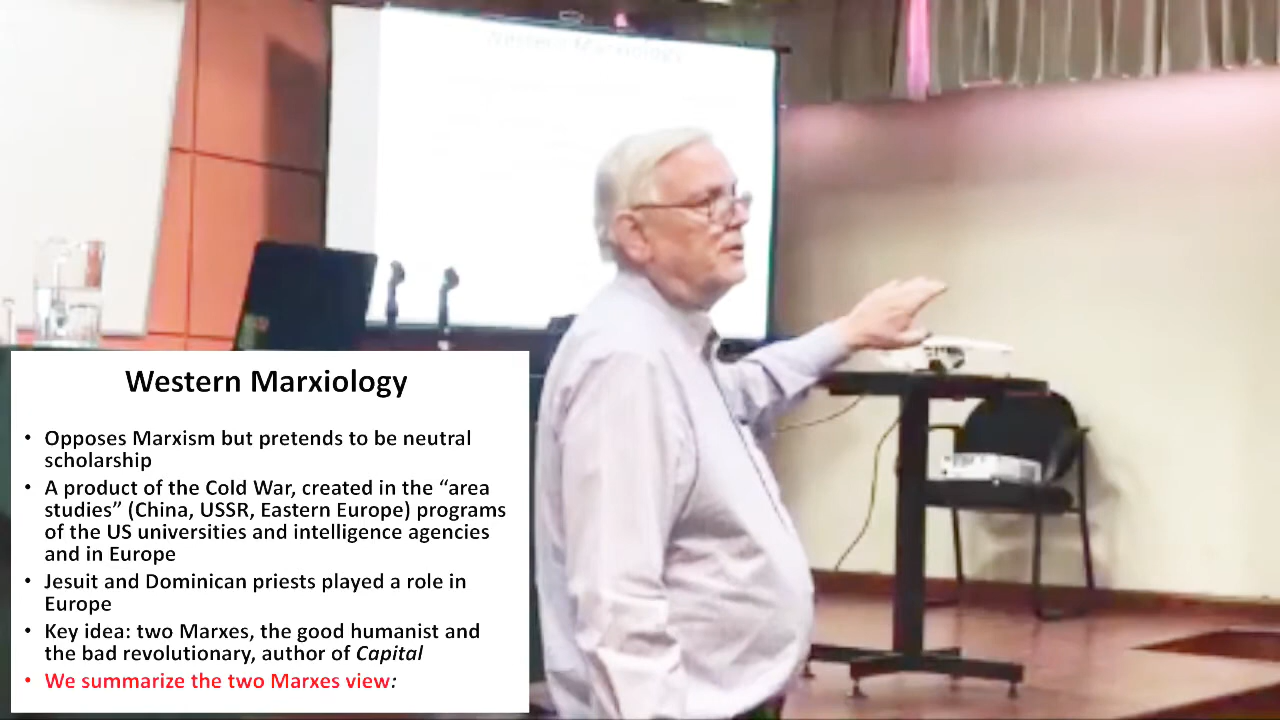 Western Marxiology
Western Marxiology
• Opposes Marxism but pretends to be neutral
scholarship
• A product of the Cold War, created in the “area
studies” (China, USSR, Eastern Europe) programs
of the US universities and intelligence agencies
and in Europe
• Jesuit and Dominican priests played a role in
Europe
• Key idea: two Marxes, the good humanist and
the bad revolutionary, author of Capital
• We summarize the two Marxes view: